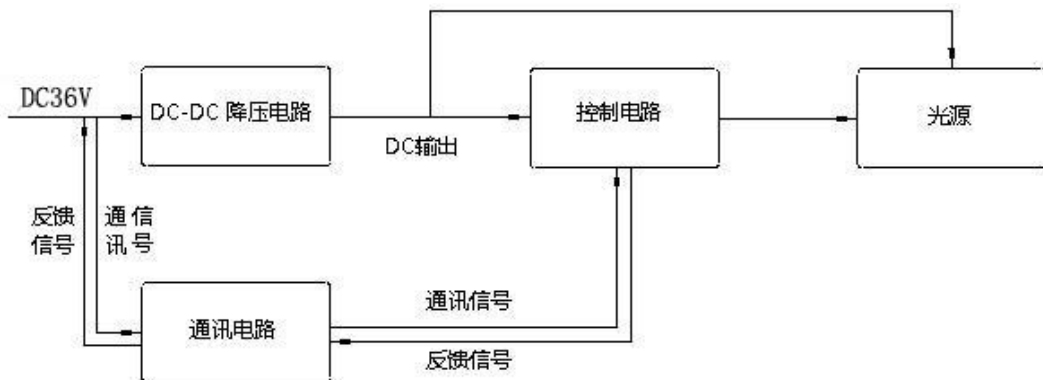 DC36V
DC-DC 降压电路
控制电路
光源
DC输出
反馈
信号
通信
讯号
通讯信号
通讯电路
反馈信号